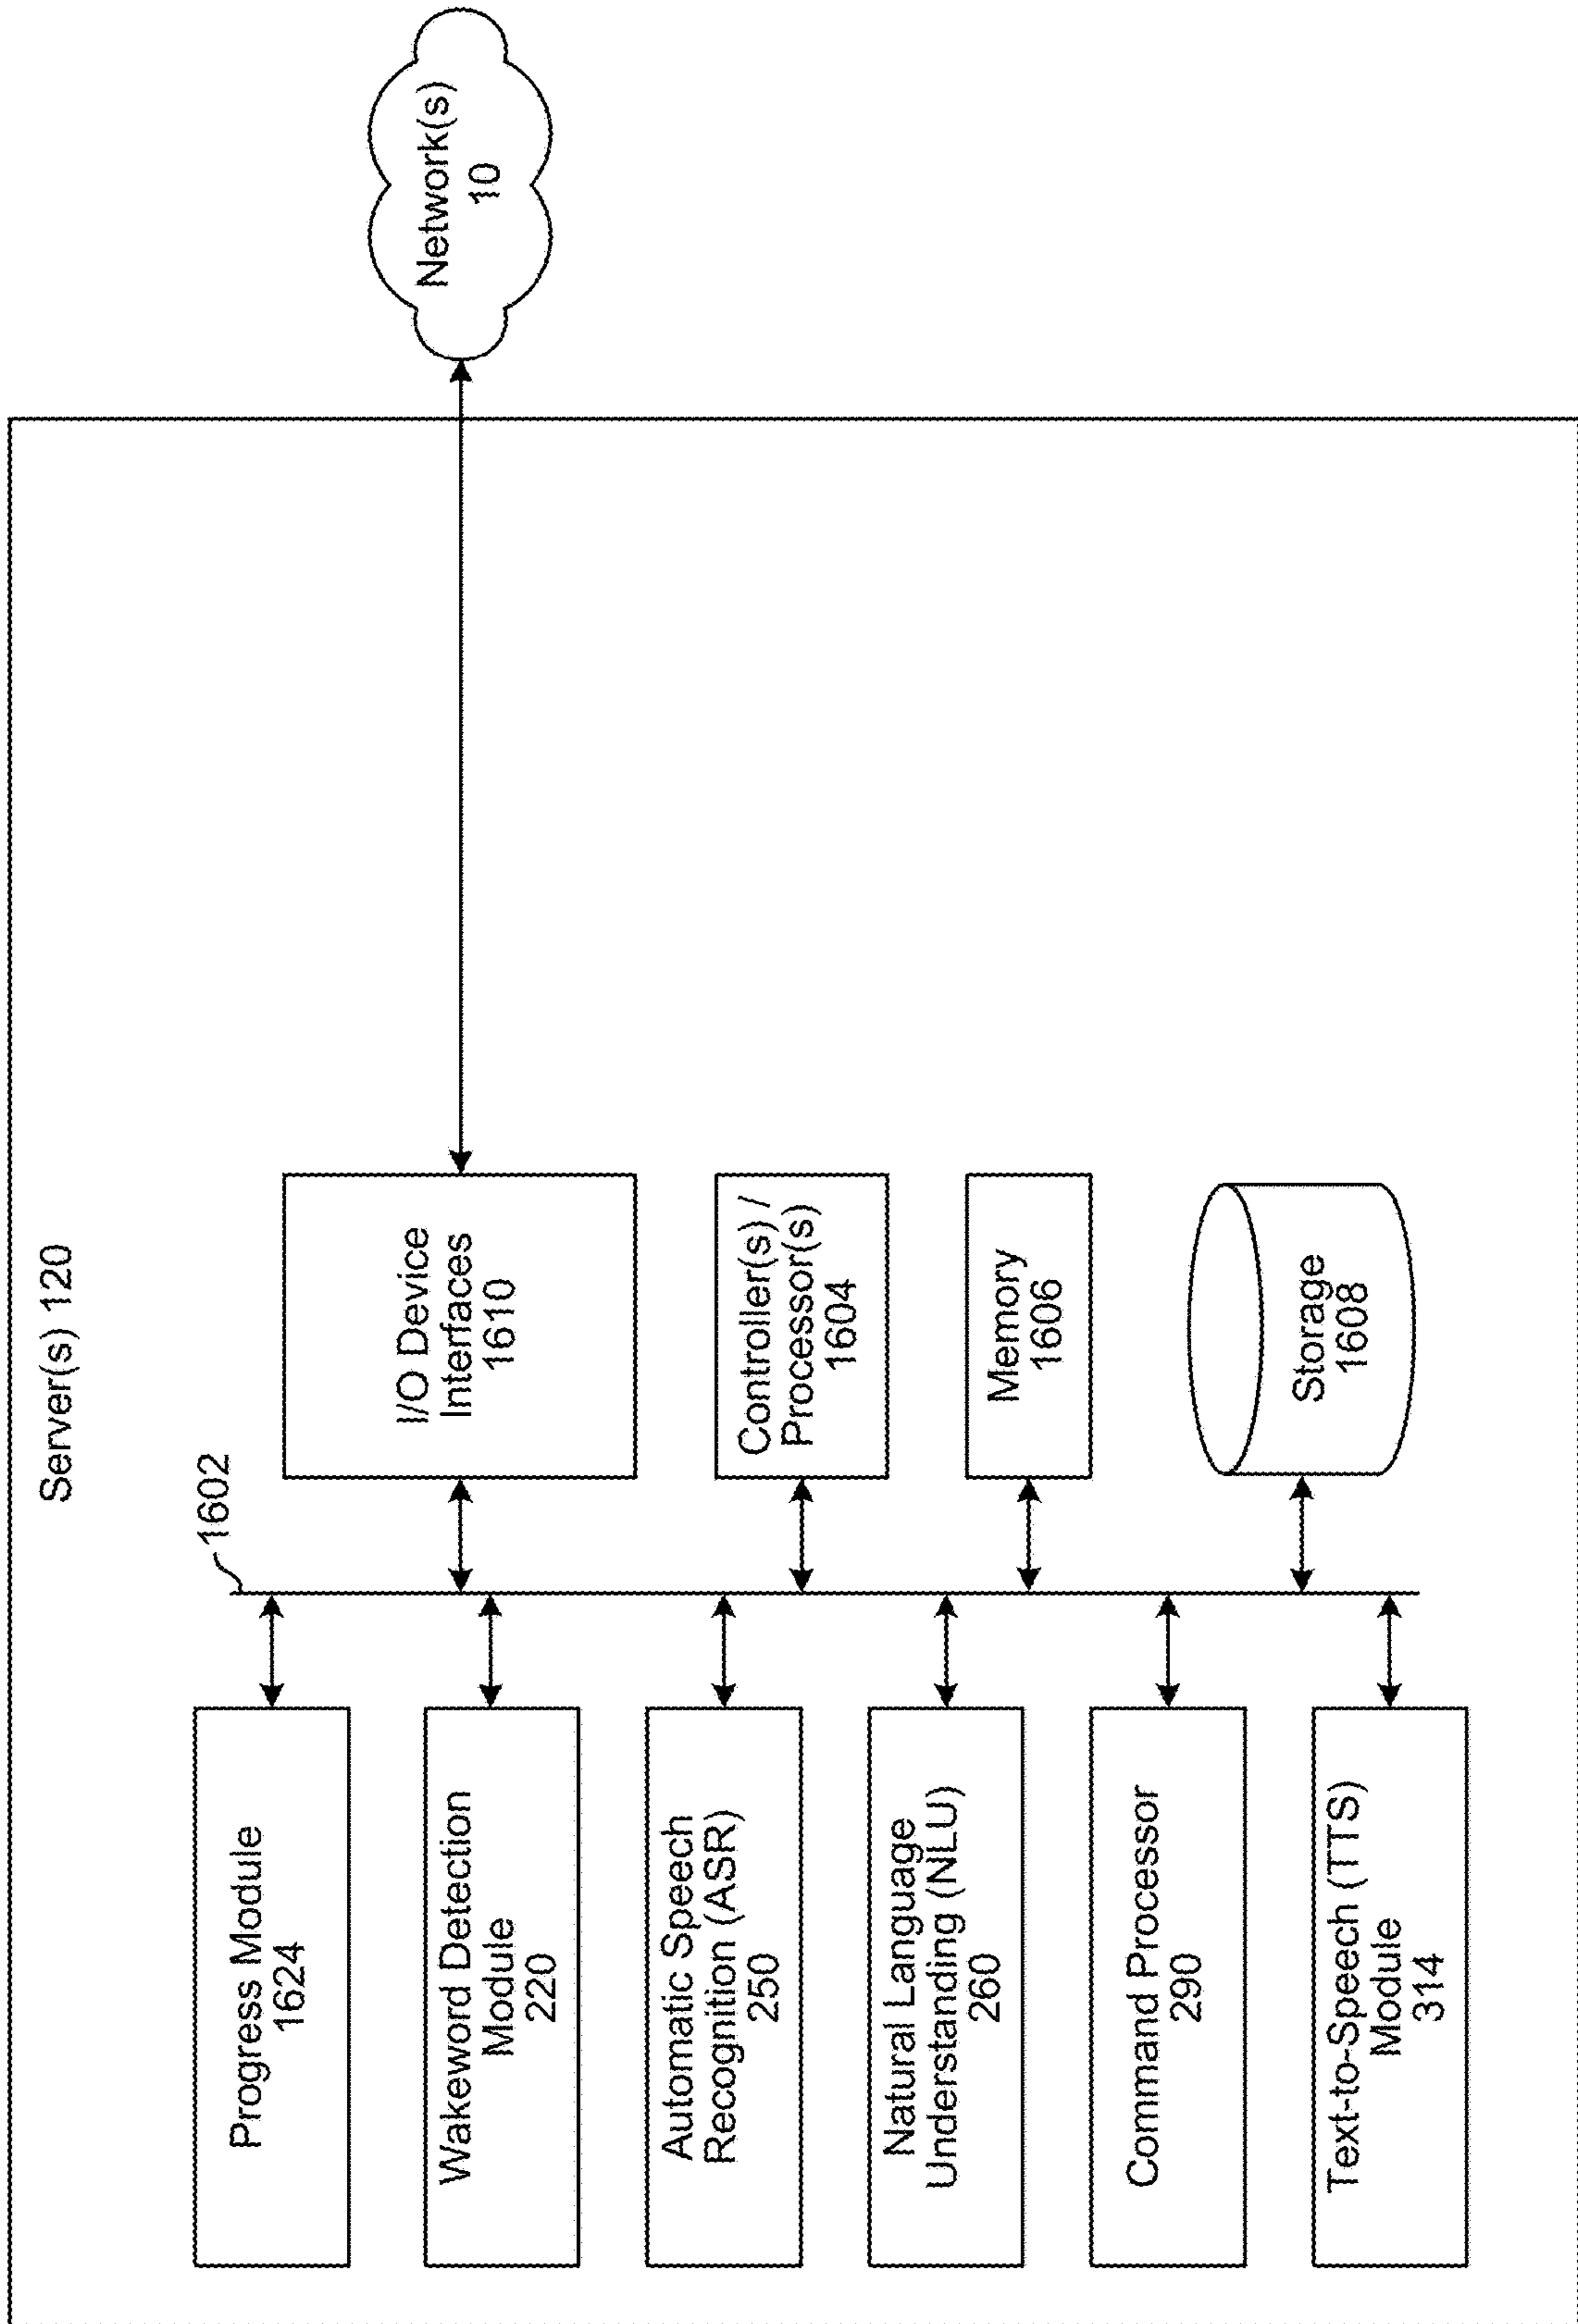 Server(s) 120
1602
Progress Module
1624
Wakeword Detection
Module
220
Automatic Speech
Recognition (ASR)
250
Natural Language
Understanding (NLU)
260
Command Processor
290
Text-to-Speech (TTS)
Module
314
I/O Device
Interfaces
1610
Controller(s) /
Processor(s)
1604
Memory
1606
Storage
1608
Network(s)
10